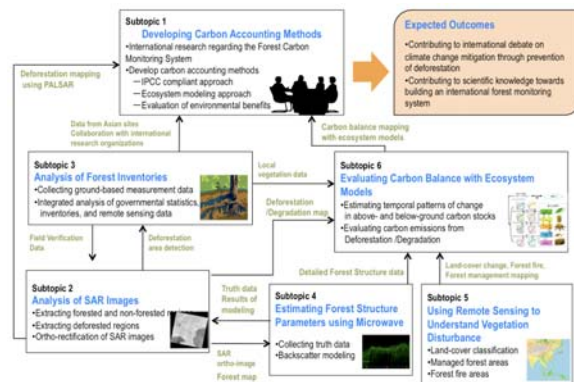 Subtopic 1
Developing Carbon Accounting Methods
•International research regarding the Forest Carbon
Monitoring System
•Develop carbon accounting methods
—IPCC compliant approach
—Ecosystem modeling approach
—Evaluation of environmental benefits
Expected Outcomes
•Contributing to international debate on
climate change mitigation through prevention
of deforestation
•Contributing to scientific knowledge towards
building an international forest monitoring
system
Deforestation mapping
using PALSAR
Data from Asian sites
Collaboration with international
research organizations
Carbon balance mapping
with ecosystem models
Subtopic 3
Analysis of Forest Inventories
•Collecting ground-based measurement data
•Integrated analysis of governmental statistics,
inventories, and remote sensing data
Local
vegetation data
Subtopic 6
Evaluating Carbon Balance with Ecosystem
Models
•Estimating temporal patterns of change
in above- and below-ground carbon stocks
•Evaluating carbon emissions from
Deforestation /Degradation
Deforestation
/Degradation map
Field Verification
Data
Deforestation
area detection
Detailed Forest Structure data
Land-cover change, Forest fire,
Forest management mapping
Subtopic 2
Analysis of SAR Images
•Extracting forested and non-forested
•Extracting deforested regions
•Ortho-rectification of SAR images
Truth data
Results of
modeling
SAR
ortho-image
Forest map
Subtopic 4
Estimating Forest Structure
Parameters using Microwave
•Collecting truth data
•Backscatter modeling
Subtopic 5
Using Remote Sensing to
Understand Vegetation
Disturbance
•Land-cover classification
•Managed forest areas
•Forest fire areas